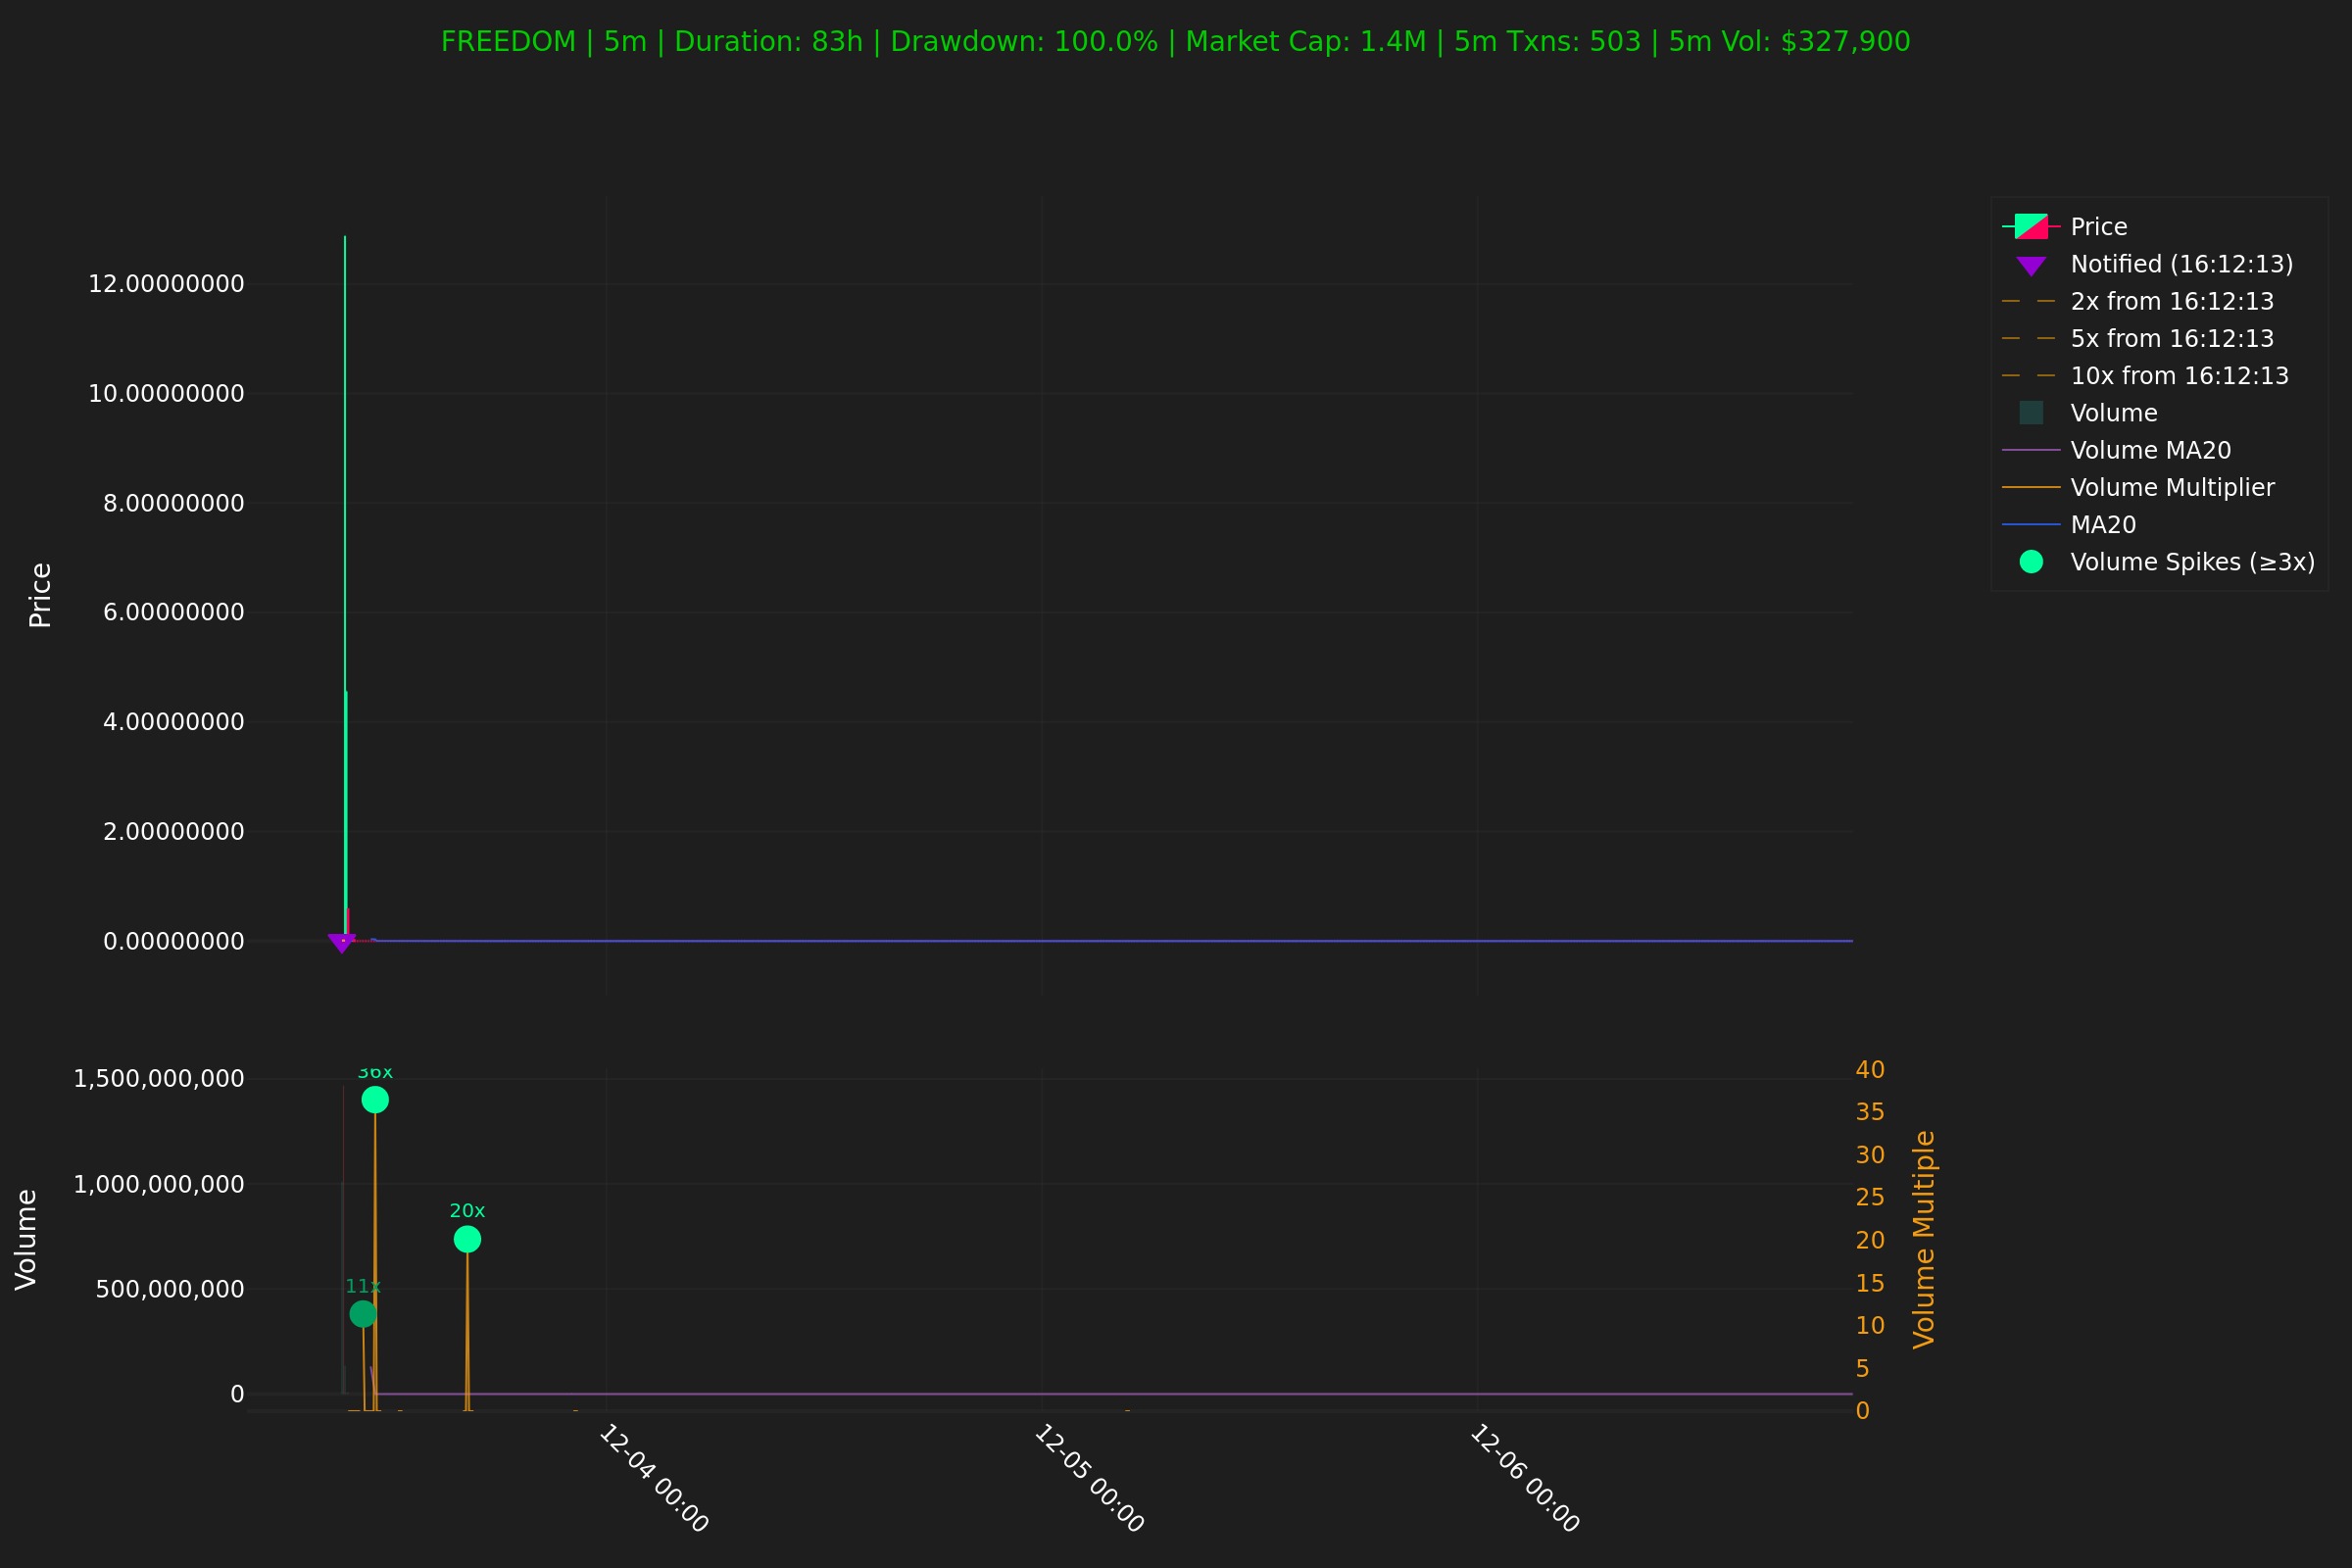 FREEDOM | 5m | Duration: 83h | Drawdown: 100.0% | Market Cap: 1.4M | 5m Txns: 503 | 5m Vol: $327,900
Price
12.00000000
10.00000000
8.00000000
6.00000000
4.00000000
2.00000000
0.00000000
Price
Notified (16:12:13)
2x from 16:12:13
5x from 16:12:13
10x from 16:12:13
Volume
Volume MA20
Volume Multiplier
MA20
Volume Spikes (≥3x)
Volume
1,500,000,000
1,000,000,000
500,000,000
0
36x
20x
11x
40
35
30
25
20
15
10
5
0
Volume Multiple
12-04 00:00
12-05 00:00
12-06 00:00